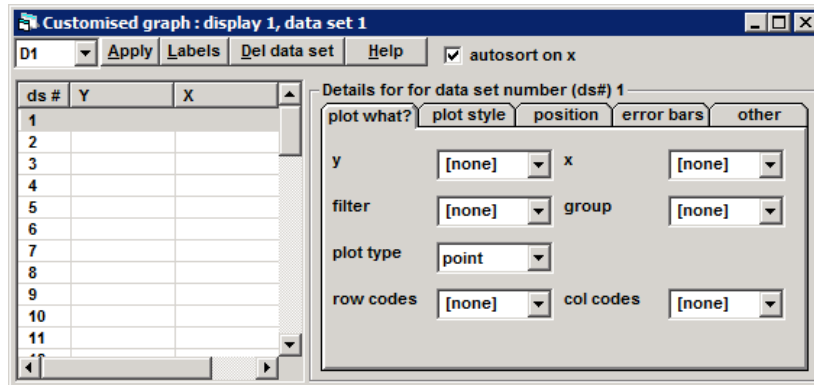 Customised graph : display 1, data set 1
D1 Apply Labels Del data set Help autosort on x
ds # Y X
1
2
3
4
5
6
7
8
9
10
11
Details for for data set number (ds#) 1
plot what? plot style position error bars other
y [none] x [none]
filter [none] group [none]
plot type point
row codes [none] col codes [none]